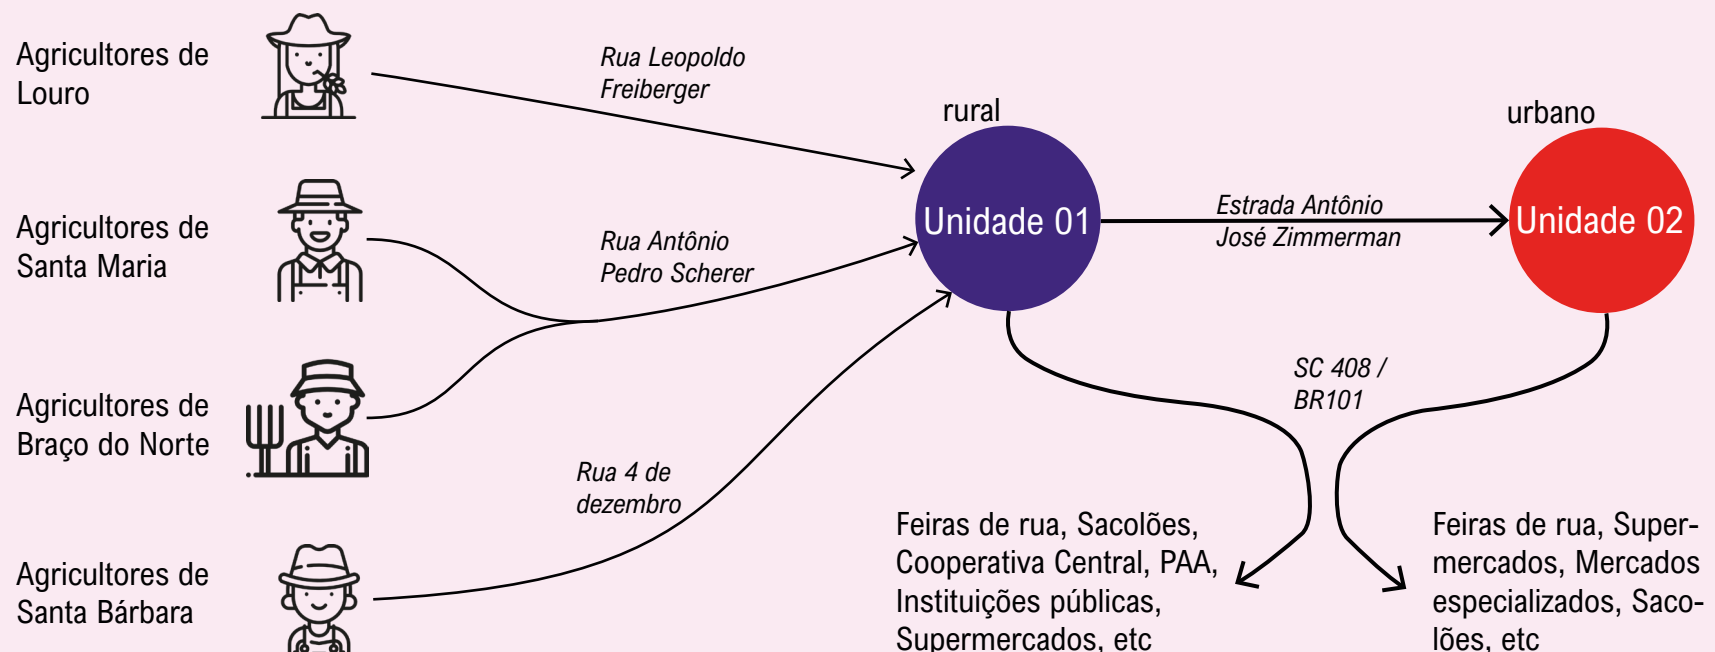 Agricultores de
Louro
Rua Leopoldo
Freiberger
rural
urbano
Agricultores de
Santa Maria
Rua Antônio
Pedro Scherer
Unidade 01
Estrada Antônio
José Zimmerman
Unidade 02
Agricultores de
Braço do Norte
SC 408 /
BR101
Rua 4 de
dezembro
Agricultores de
Santa Bárbara
Feiras de rua, Sacolões,
Cooperativa Central, PAA,
Instituições públicas,
Supermercados, etc
Feiras de rua, Super-
mercados, Mercados
especializados, Saco-
lões, etc